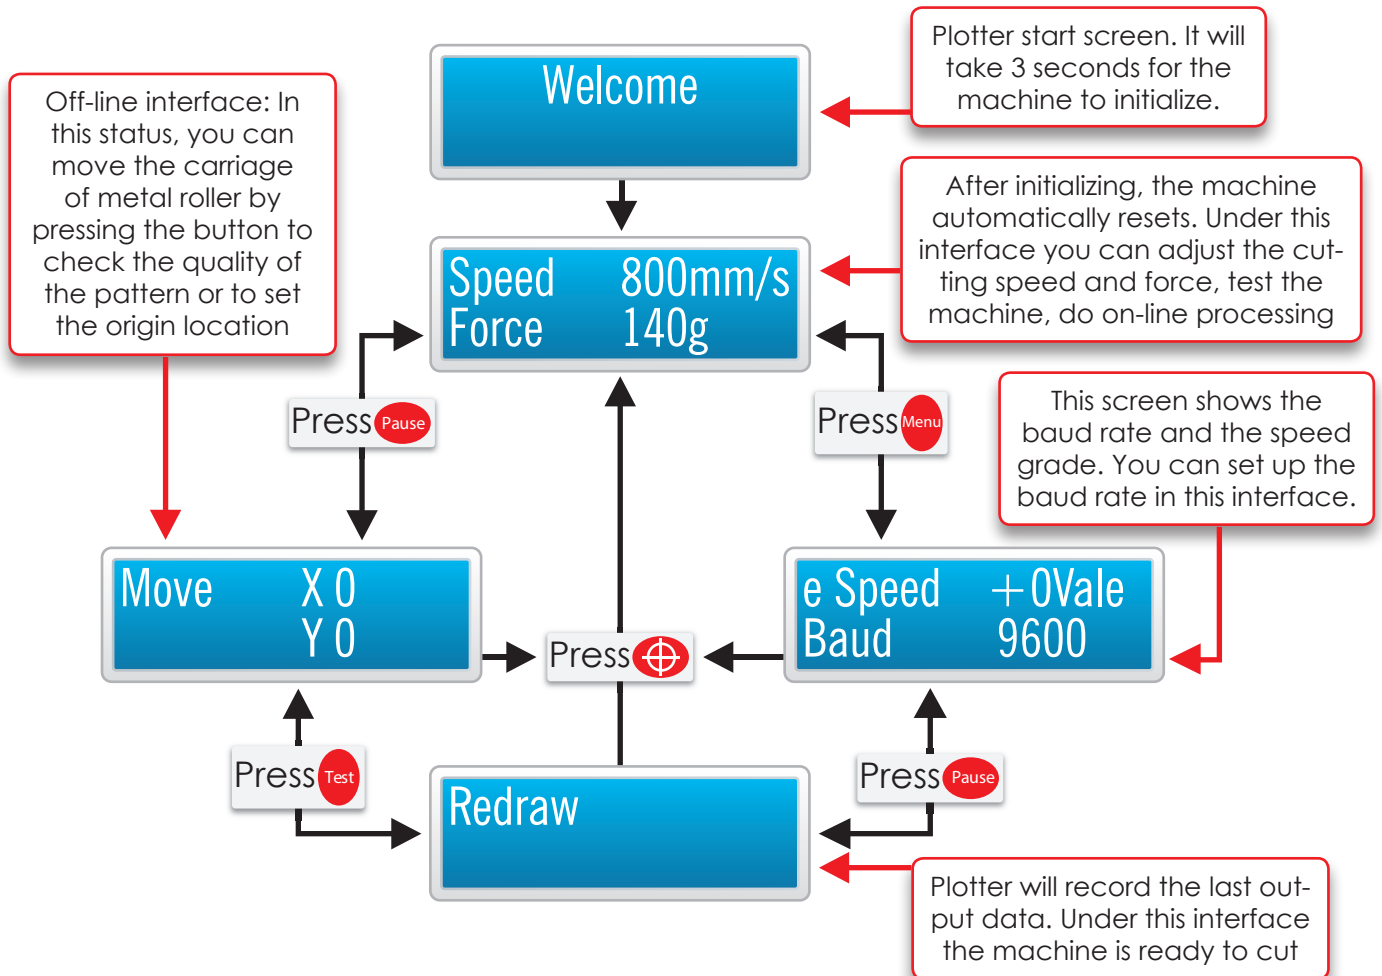 Welcome
Plotter start screen. It will
take 3 seconds for the
machine to initialize.
Off-line interface: In
this status, you can
move the carriage
of metal roller by
pressing the button to
check the quality of
the pattern or to set
the origin location
After initializing, the machine
automatically resets. Under this
interface you can adjust the cut-
ting speed and force, test the
machine, do on-line processing
Speed 800mm/s
Force 140g
Press Pause
Press Menu
This screen shows the
baud rate and the speed
grade. You can set up the
baud rate in this interface.
Move X 0
Y 0
Press
e Speed +0Vale
Baud 9600
Press Test
Press Pause
Redraw
Plotter will record the last out-
put data. Under this interface
the machine is ready to cut